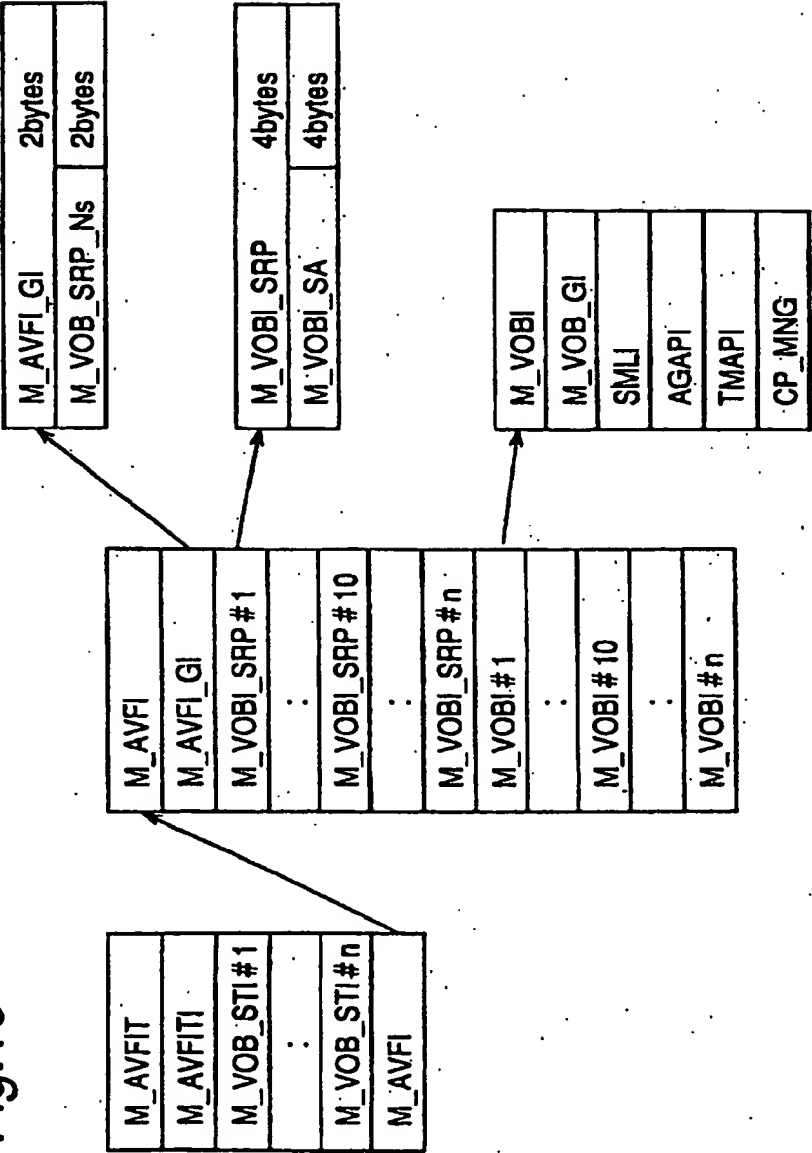 M_AVFIT
M_AVFITI
M_VOB_STI#1
:
M_VOB_STI#n
M_AVFI
M_AVFI
M_AVFI_GI
M_VOBI_SRP#1
:
M_VOBI_SRP#10
:
M_VOBI_SRP#n
M_VOBI#1
:
M_VOBI#10
:
M_VOBI#n
M_AVFI_GI 2bytes
M_VOB_SRP_Ns 2bytes
M_VOBI_SRP 4bytes
M_VOBI_SA 4bytes
M_VOBI
M_VOB_GI
SMLI
AGAPI
TMAPI
CP_MNG